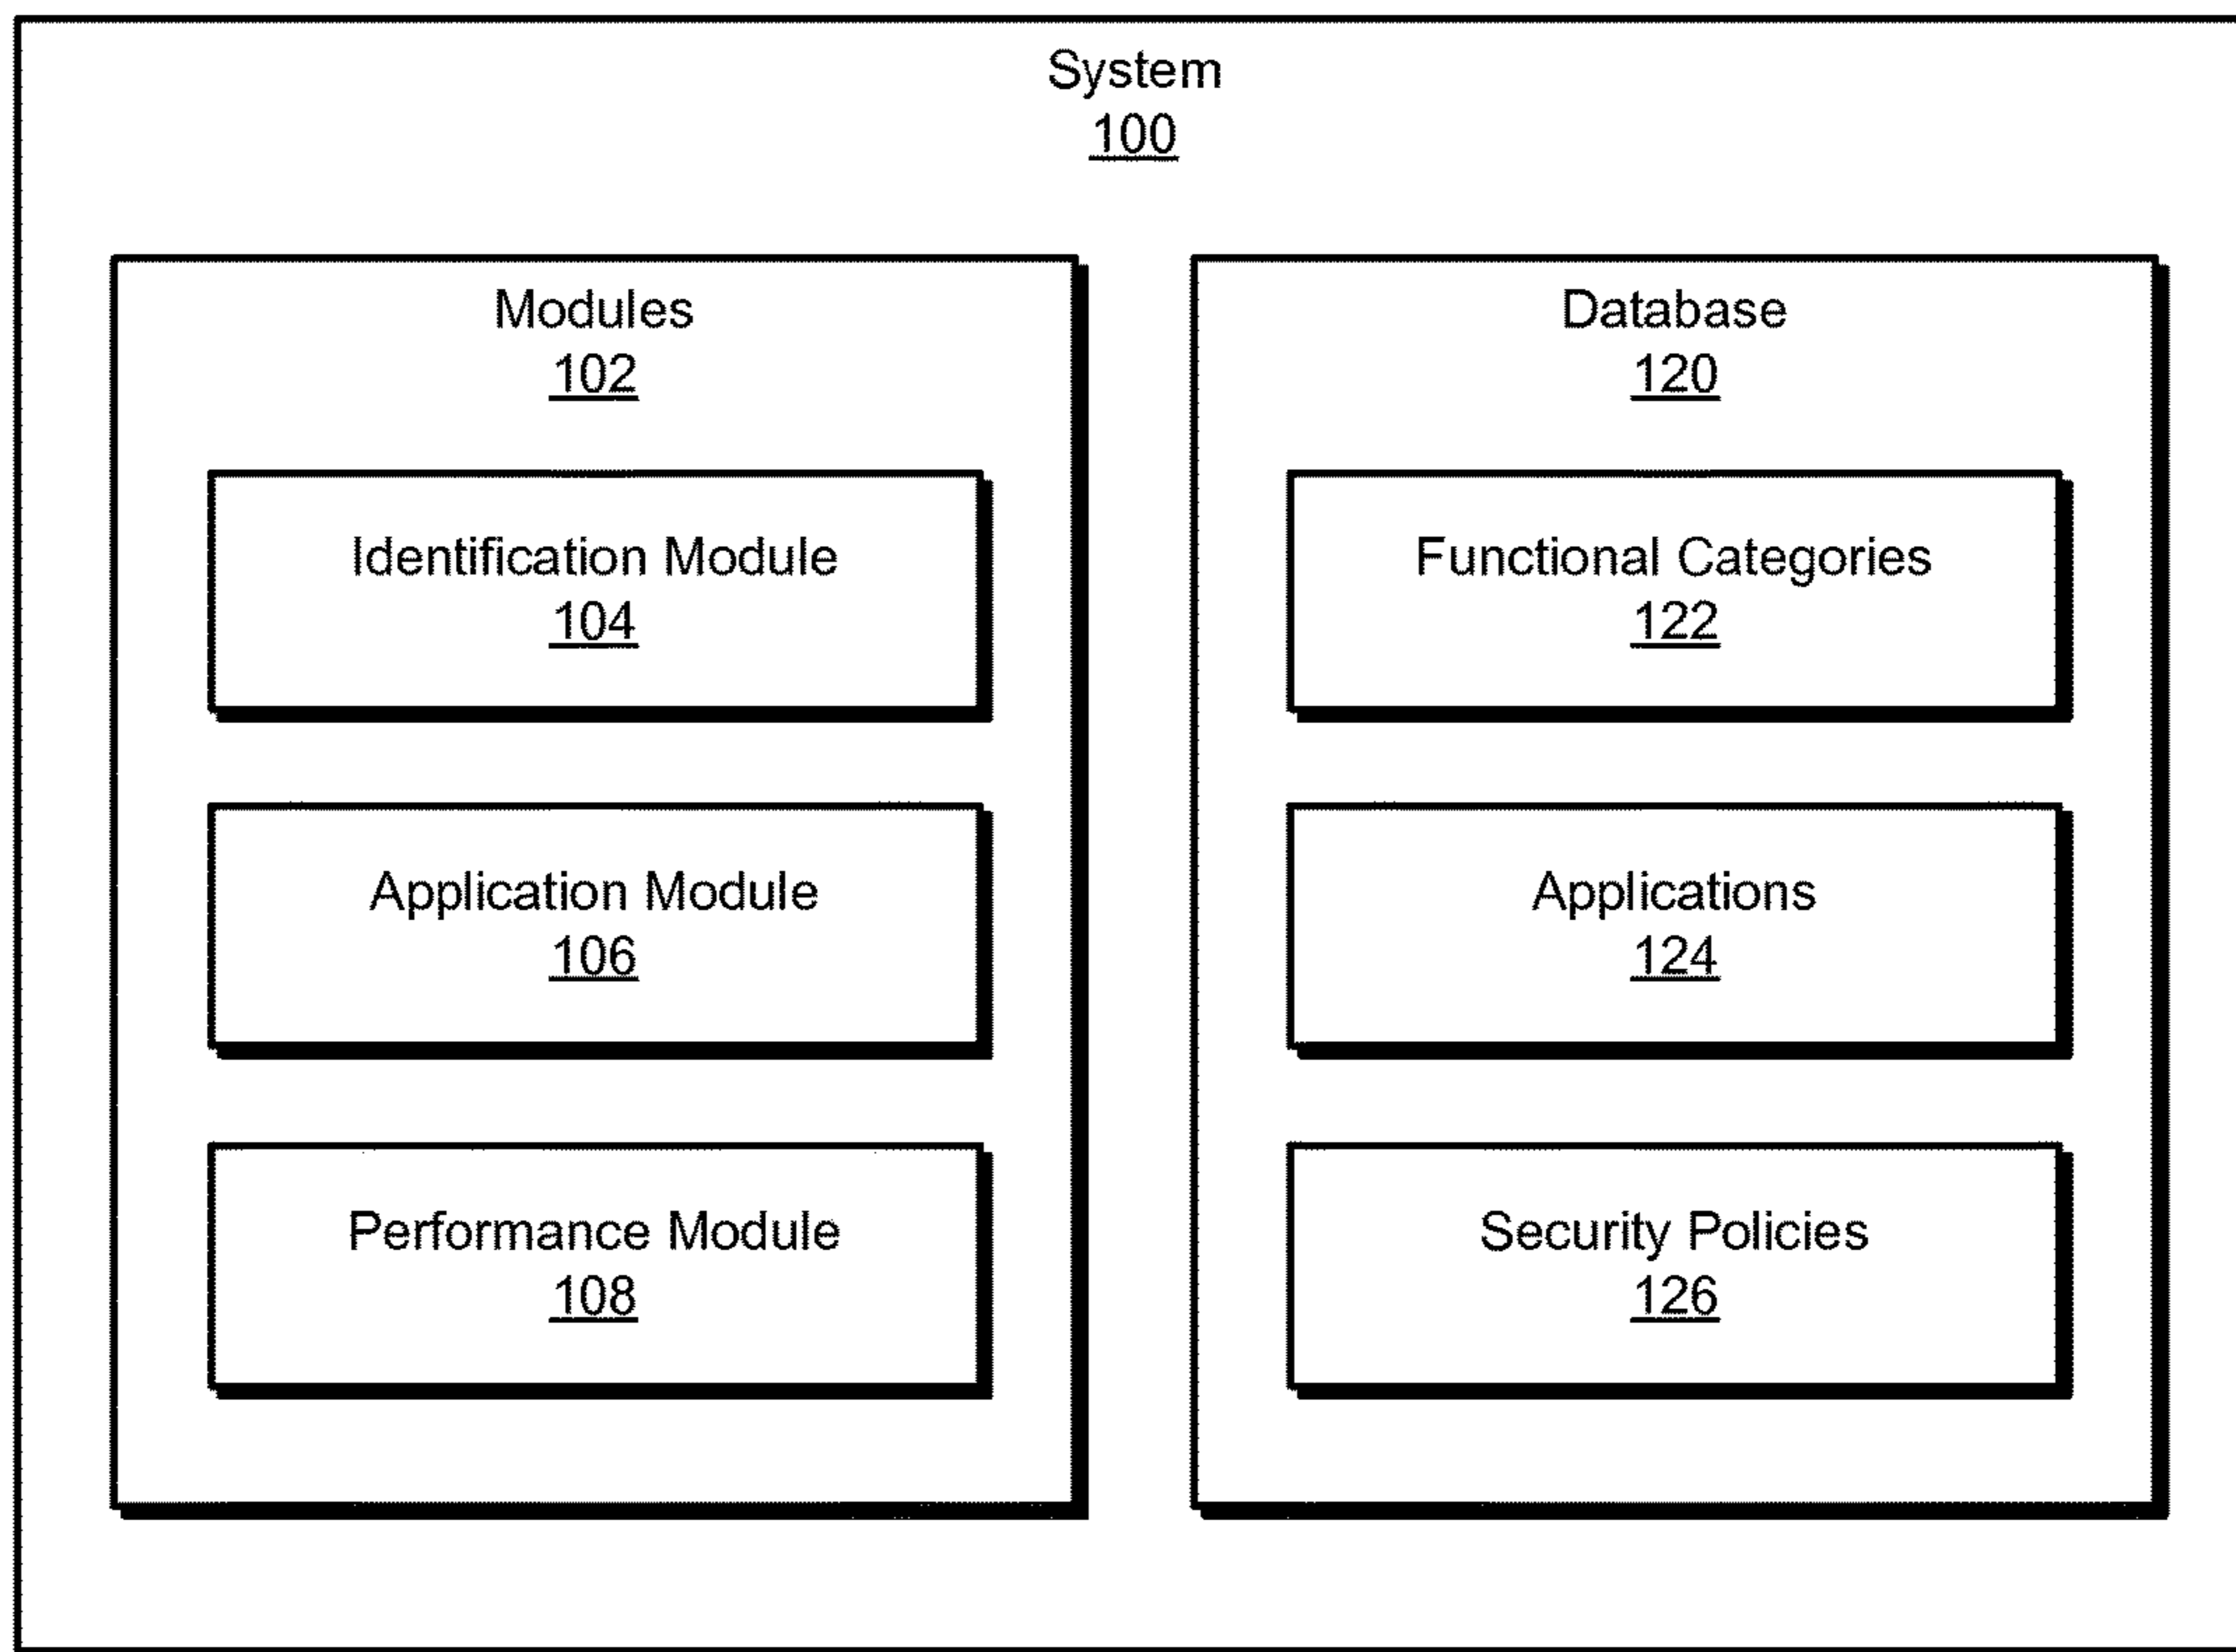 System
100
Modules
102
Identification Module
104
Application Module
106
Performance Module
108
Database
120
Functional Categories
122
Applications
124
Security Policies
126